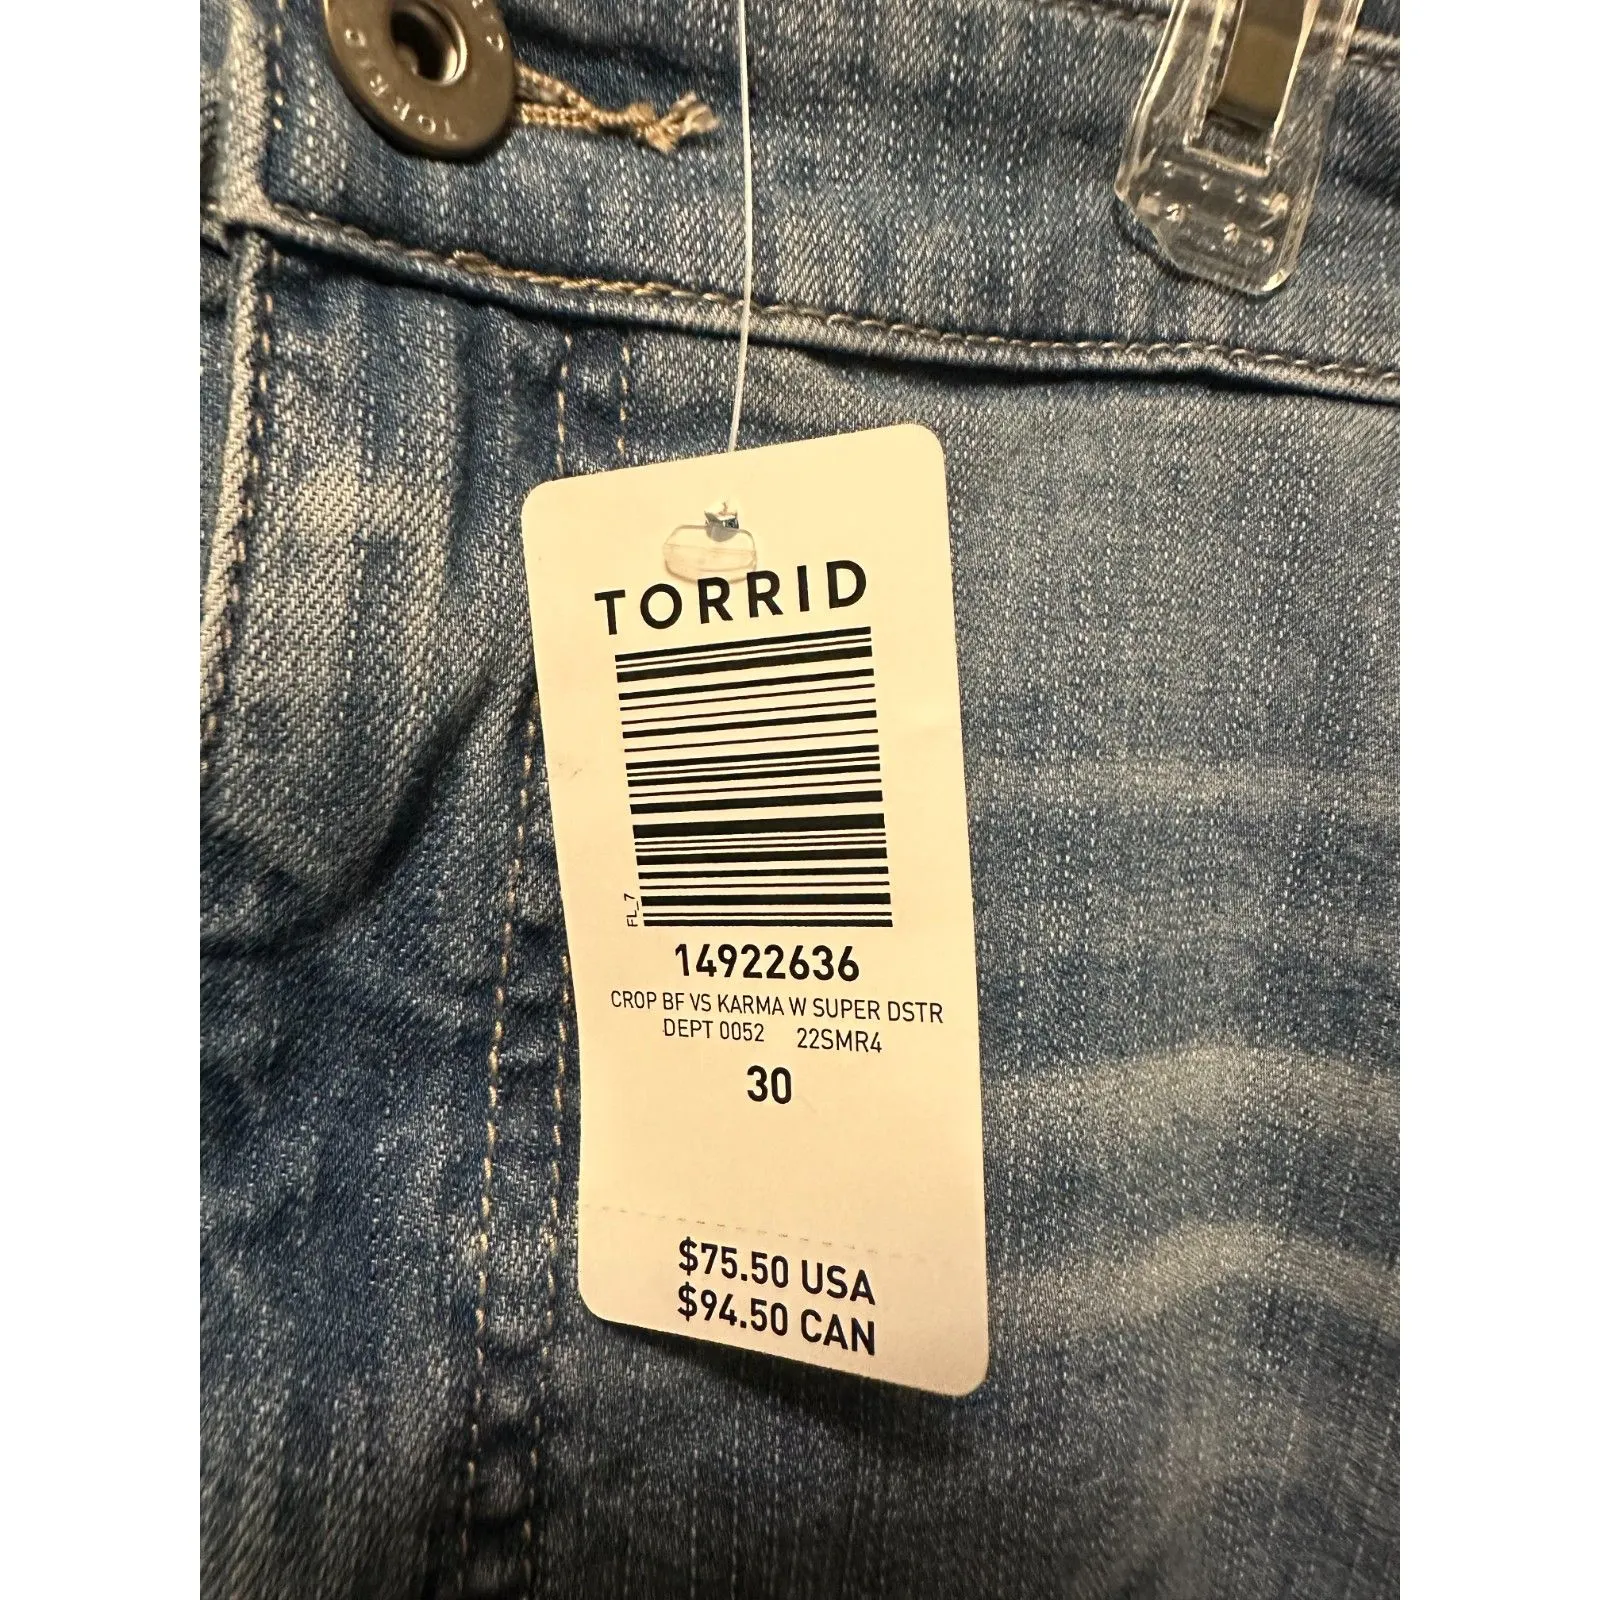 TORRID
TORRID
FL_7
14922636
CROP BF VS KARMA W SUPER DSTR
DEPT 0052 22SMR4
30
$75.50 USA
$94.50 CAN